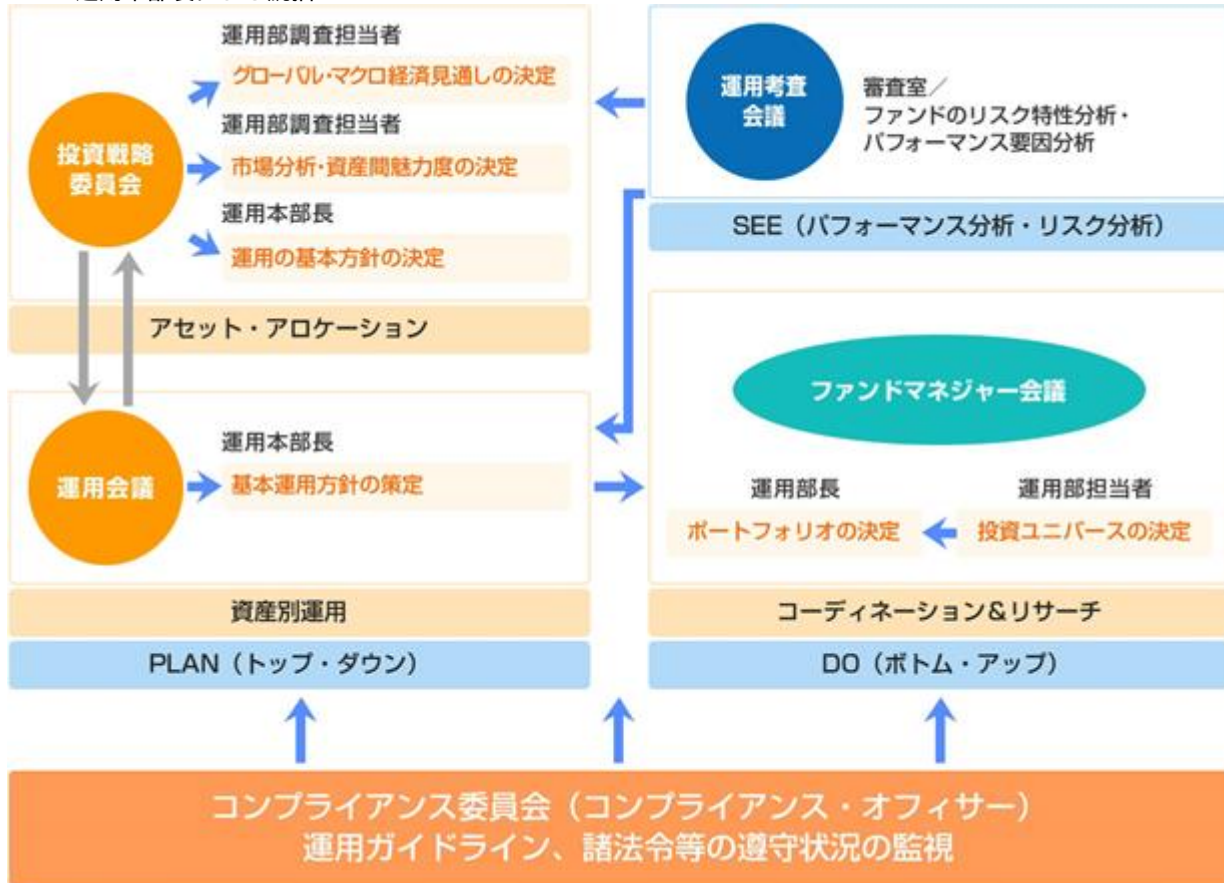 運用部調査担当者
グローバル・マクロ経済見通しの決定
投資戦略
委員会
運用部調査担当者
市場分析・資産間魅力度の決定
運用本部長
運用の基本方針の決定
アセット・アロケーション
運用考査
会議
審査室／
ファンドのリスク特性分析・
パフォーマンス要因分析
SEE（パフォーマンス分析・リスク分析）
運用会議
運用本部長
基本運用方針の策定
資産別運用
PLAN（トップ・ダウン）
ファンドマネジャー会議
運用部長
運用部担当者
ポートフォリオの決定
投資ユニバースの決定
コーディネーション＆リサーチ
DO（ボトム・アップ）
コンプライアンス委員会（コンプライアンス・オフィサー）
運用ガイドライン、諸法令等の遵守状況の監視